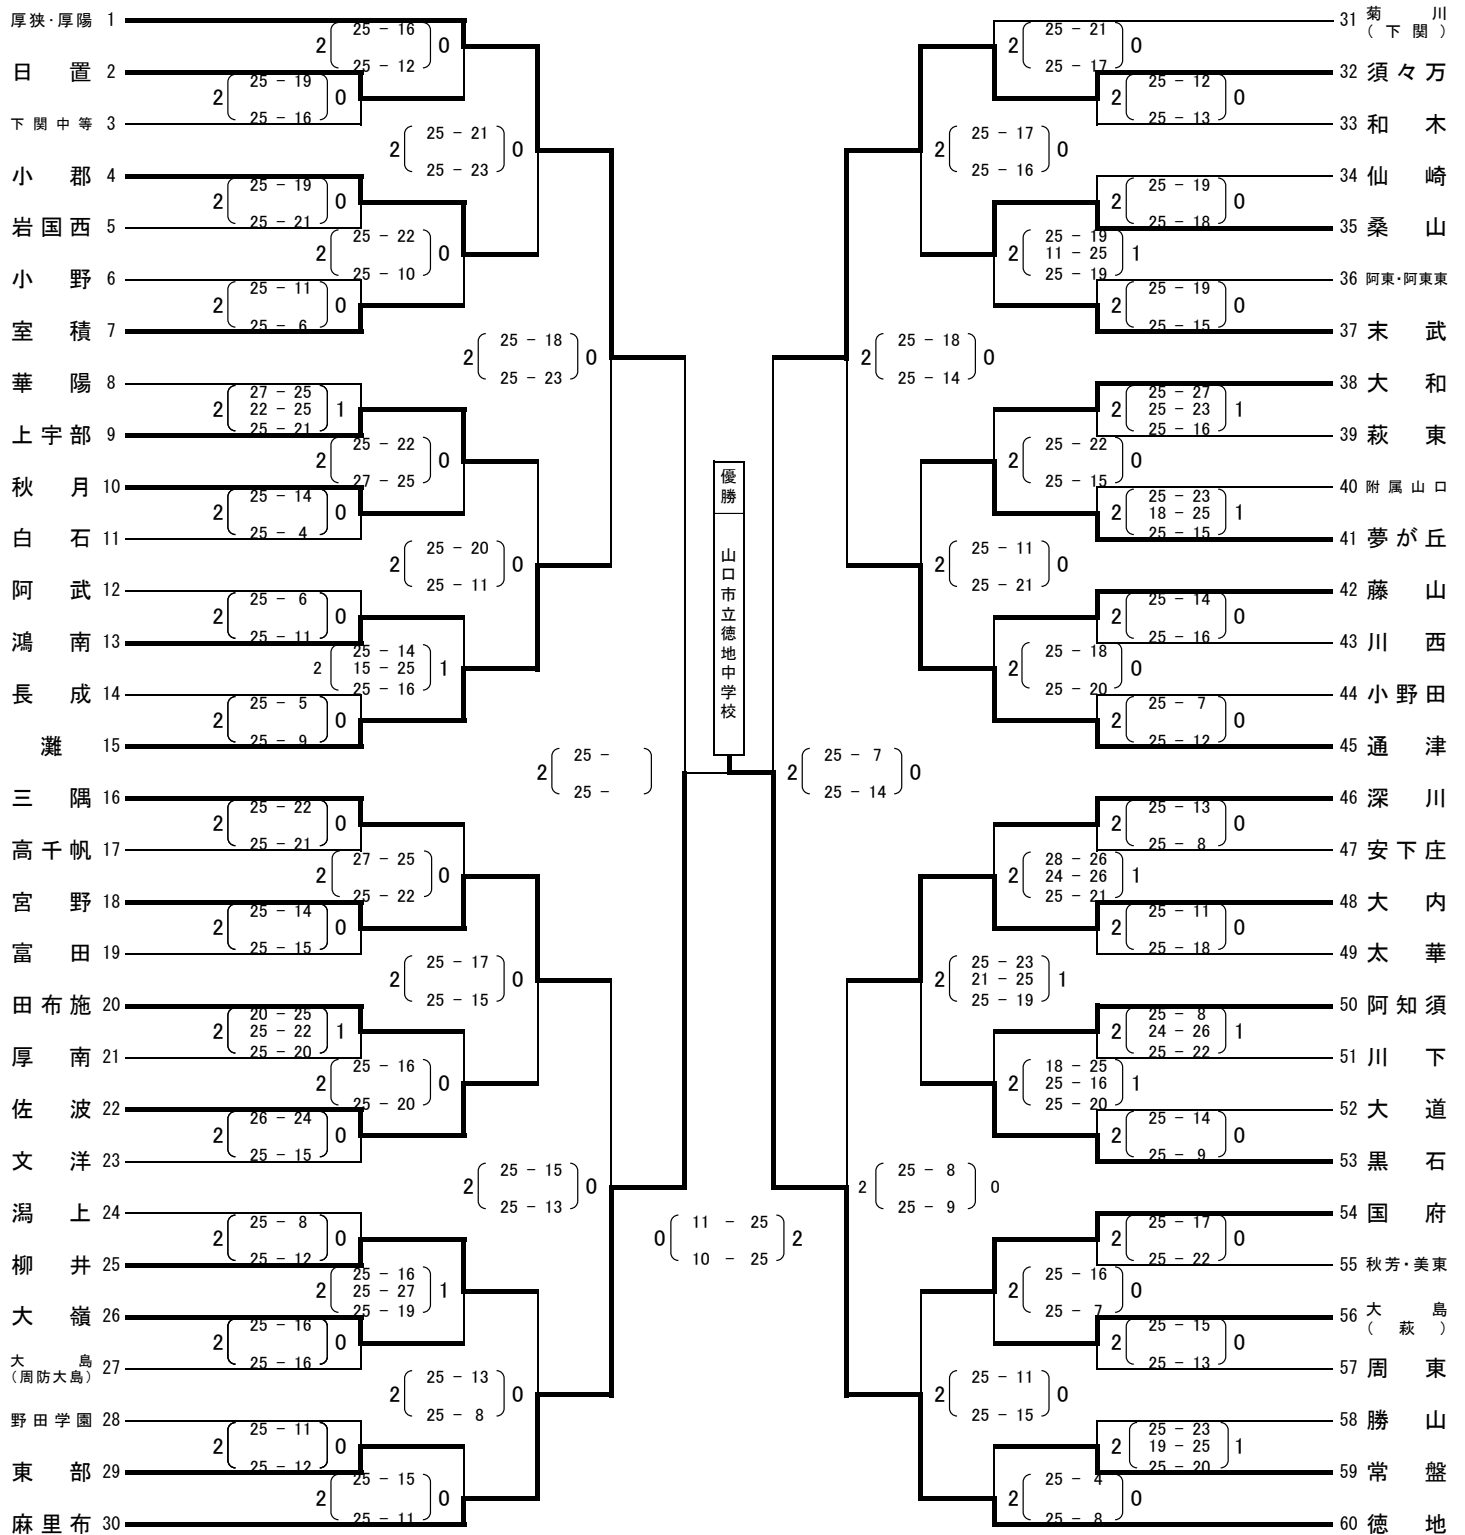 厚狭・厚陽 1
日置 2
下関中等 3
小郡 4
岩国西 5
小野 6
室積 7
華陽 8
上宇部 9
秋月 10
白石 11
阿武 12
鴻南 13
長成 14
灘 15
三隅 16
高千帆 17
宮野 18
富田 19
田布施 20
厚南 21
佐波 22
文洋 23
潟上 24
柳井 25
大嶺 26
大島
(周防大島) 27
野田学園 28
東部 29
麻里布 30
2 25 - 19 0
25 - 16
2 25 - 19 0
25 - 21
2 25 - 11 0
25 - 6
2 27 - 25 1
22 - 25
25 - 21
2 25 - 14 0
25 - 4
2 25 - 6 0
25 - 11
2 25 - 5 0
25 - 9
2 25 - 22 0
25 - 21
2 25 - 14 0
25 - 15
2 20 - 25 1
25 - 22
25 - 20
2 26 - 24 0
25 - 15
2 25 - 8 0
25 - 12
2 25 - 16 0
25 - 16
2 25 - 11 0
25 - 12
2 25 - 16 0
25 - 12
2 25 - 22 0
25 - 10
2 25 - 22 0
27 - 25
2 25 - 14 1
15 - 25
25 - 16
2 27 - 25 0
25 - 22
2 25 - 16 0
25 - 20
2 25 - 16 1
25 - 27
25 - 19
2 25 - 15 0
25 - 11
2 25 - 21 0
25 - 23
2 25 - 20 0
25 - 11
2 25 - 17 0
25 - 15
2 25 - 13 0
25 - 8
2 25 - 18 0
25 - 23
2 25 - 15 0
25 - 13
2 25 -
25 -
優勝
山口市立徳地中学校
0 11 - 25 2
10 - 25
2 25 - 7 0
25 - 14
2 25 - 18 0
25 - 14
2 25 - 8 0
25 - 9
2 25 - 17 0
25 - 16
2 25 - 11 0
25 - 21
2 25 - 23 1
21 - 25
25 - 19
2 25 - 11 0
25 - 15
2 25 - 21 0
25 - 17
2 25 - 19 1
11 - 25
25 - 19
2 25 - 22 0
25 - 15
2 25 - 18 0
25 - 20
2 28 - 26 1
24 - 26
25 - 21
2 18 - 25 1
25 - 16
25 - 20
2 25 - 16 0
25 - 7
2 25 - 4 0
25 - 8
2 25 - 12 0
25 - 13
2 25 - 19 0
25 - 18
2 25 - 19 0
25 - 15
2 25 - 27 1
25 - 23
25 - 16
2 25 - 23 1
18 - 25
25 - 15
2 25 - 14 0
25 - 16
2 25 - 7 0
25 - 12
2 25 - 13 0
25 - 8
2 25 - 11 0
25 - 18
2 25 - 8 1
24 - 26
25 - 22
2 25 - 14 0
25 - 9
2 25 - 17 0
25 - 22
2 25 - 15 0
25 - 13
2 25 - 23 1
19 - 25
25 - 20
31 菊川
(下関)
32 須々万
33 和木
34 仙崎
35 桑山
36 阿東・阿東東
37 末武
38 大和
39 萩東
40 附属山口
41 夢が丘
42 藤山
43 川西
44 小野田
45 通津
46 深川
47 安下庄
48 大内
49 太華
50 阿知須
51 川下
52 大道
53 黒石
54 国府
55 秋芳・美東
56 大島
(萩)
57 周東
58 勝山
59 常盤
60 徳地